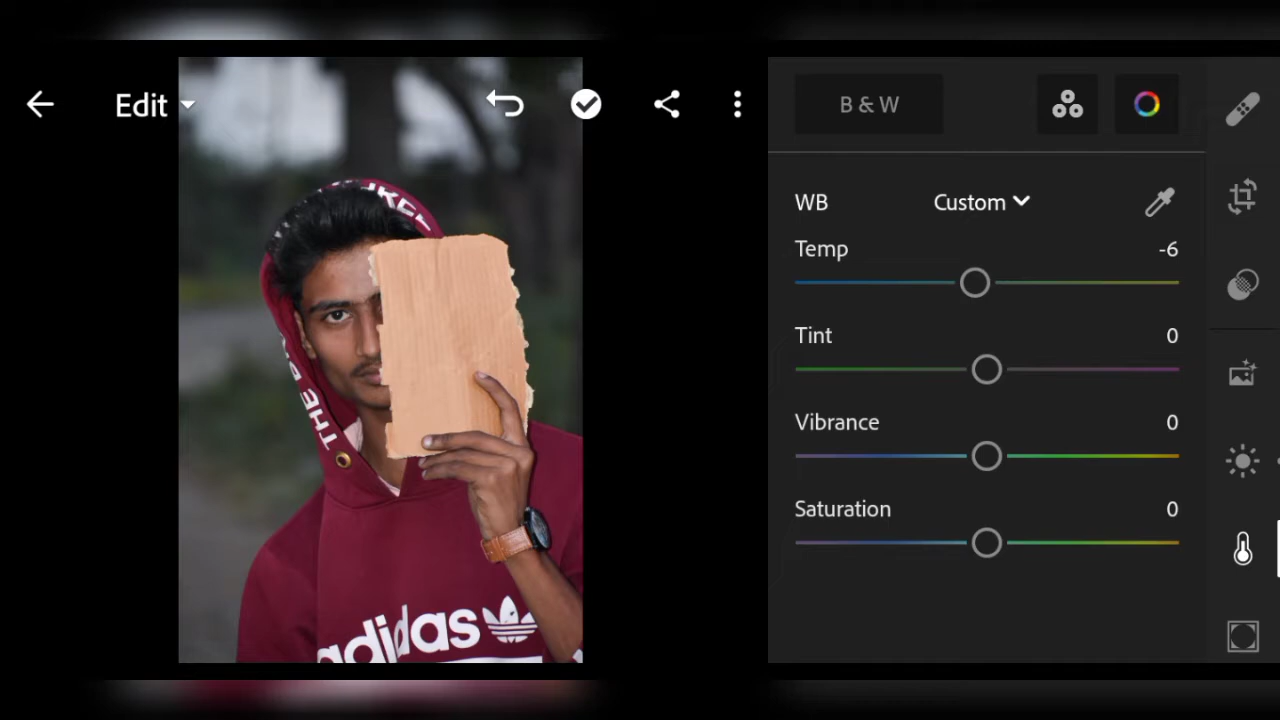 Edit
B & W
WB
Custom
Temp
-6
Tint
0
Vibrance
0
Saturation
0
THE B
adidas